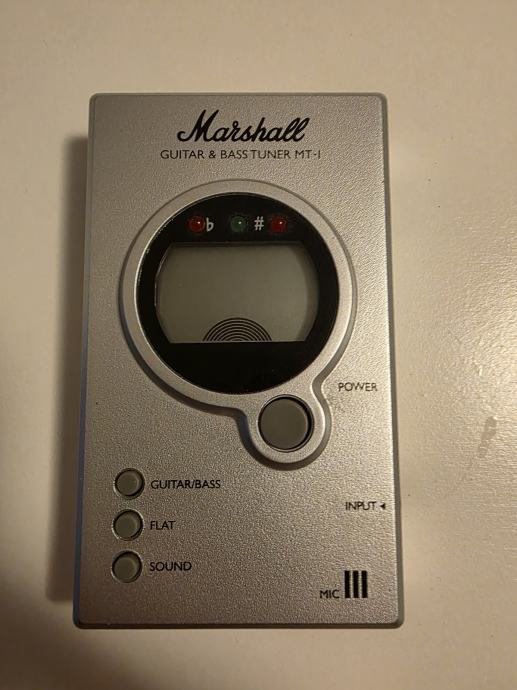 Marshall
GUITAR & BASS TUNER MT-1
♭ #
POWER
GUITAR/BASS
INPUT ◂
FLAT
SOUND
MIC